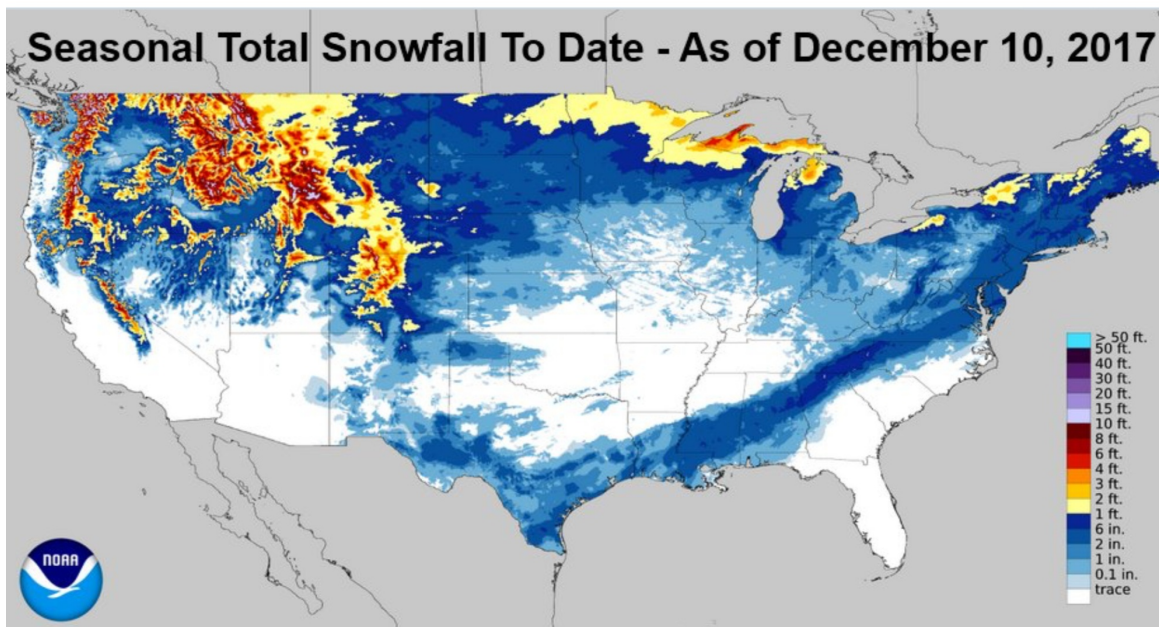 Seasonal Total Snowfall To Date - As of December 10, 2017
> 50 ft.
50 ft.
40 ft.
30 ft.
20 ft.
15 ft.
10 ft.
8 ft.
6 ft.
4 ft.
3 ft.
2 ft.
1 ft.
6 in.
2 in.
1 in.
0.1 in.
trace
NOAA